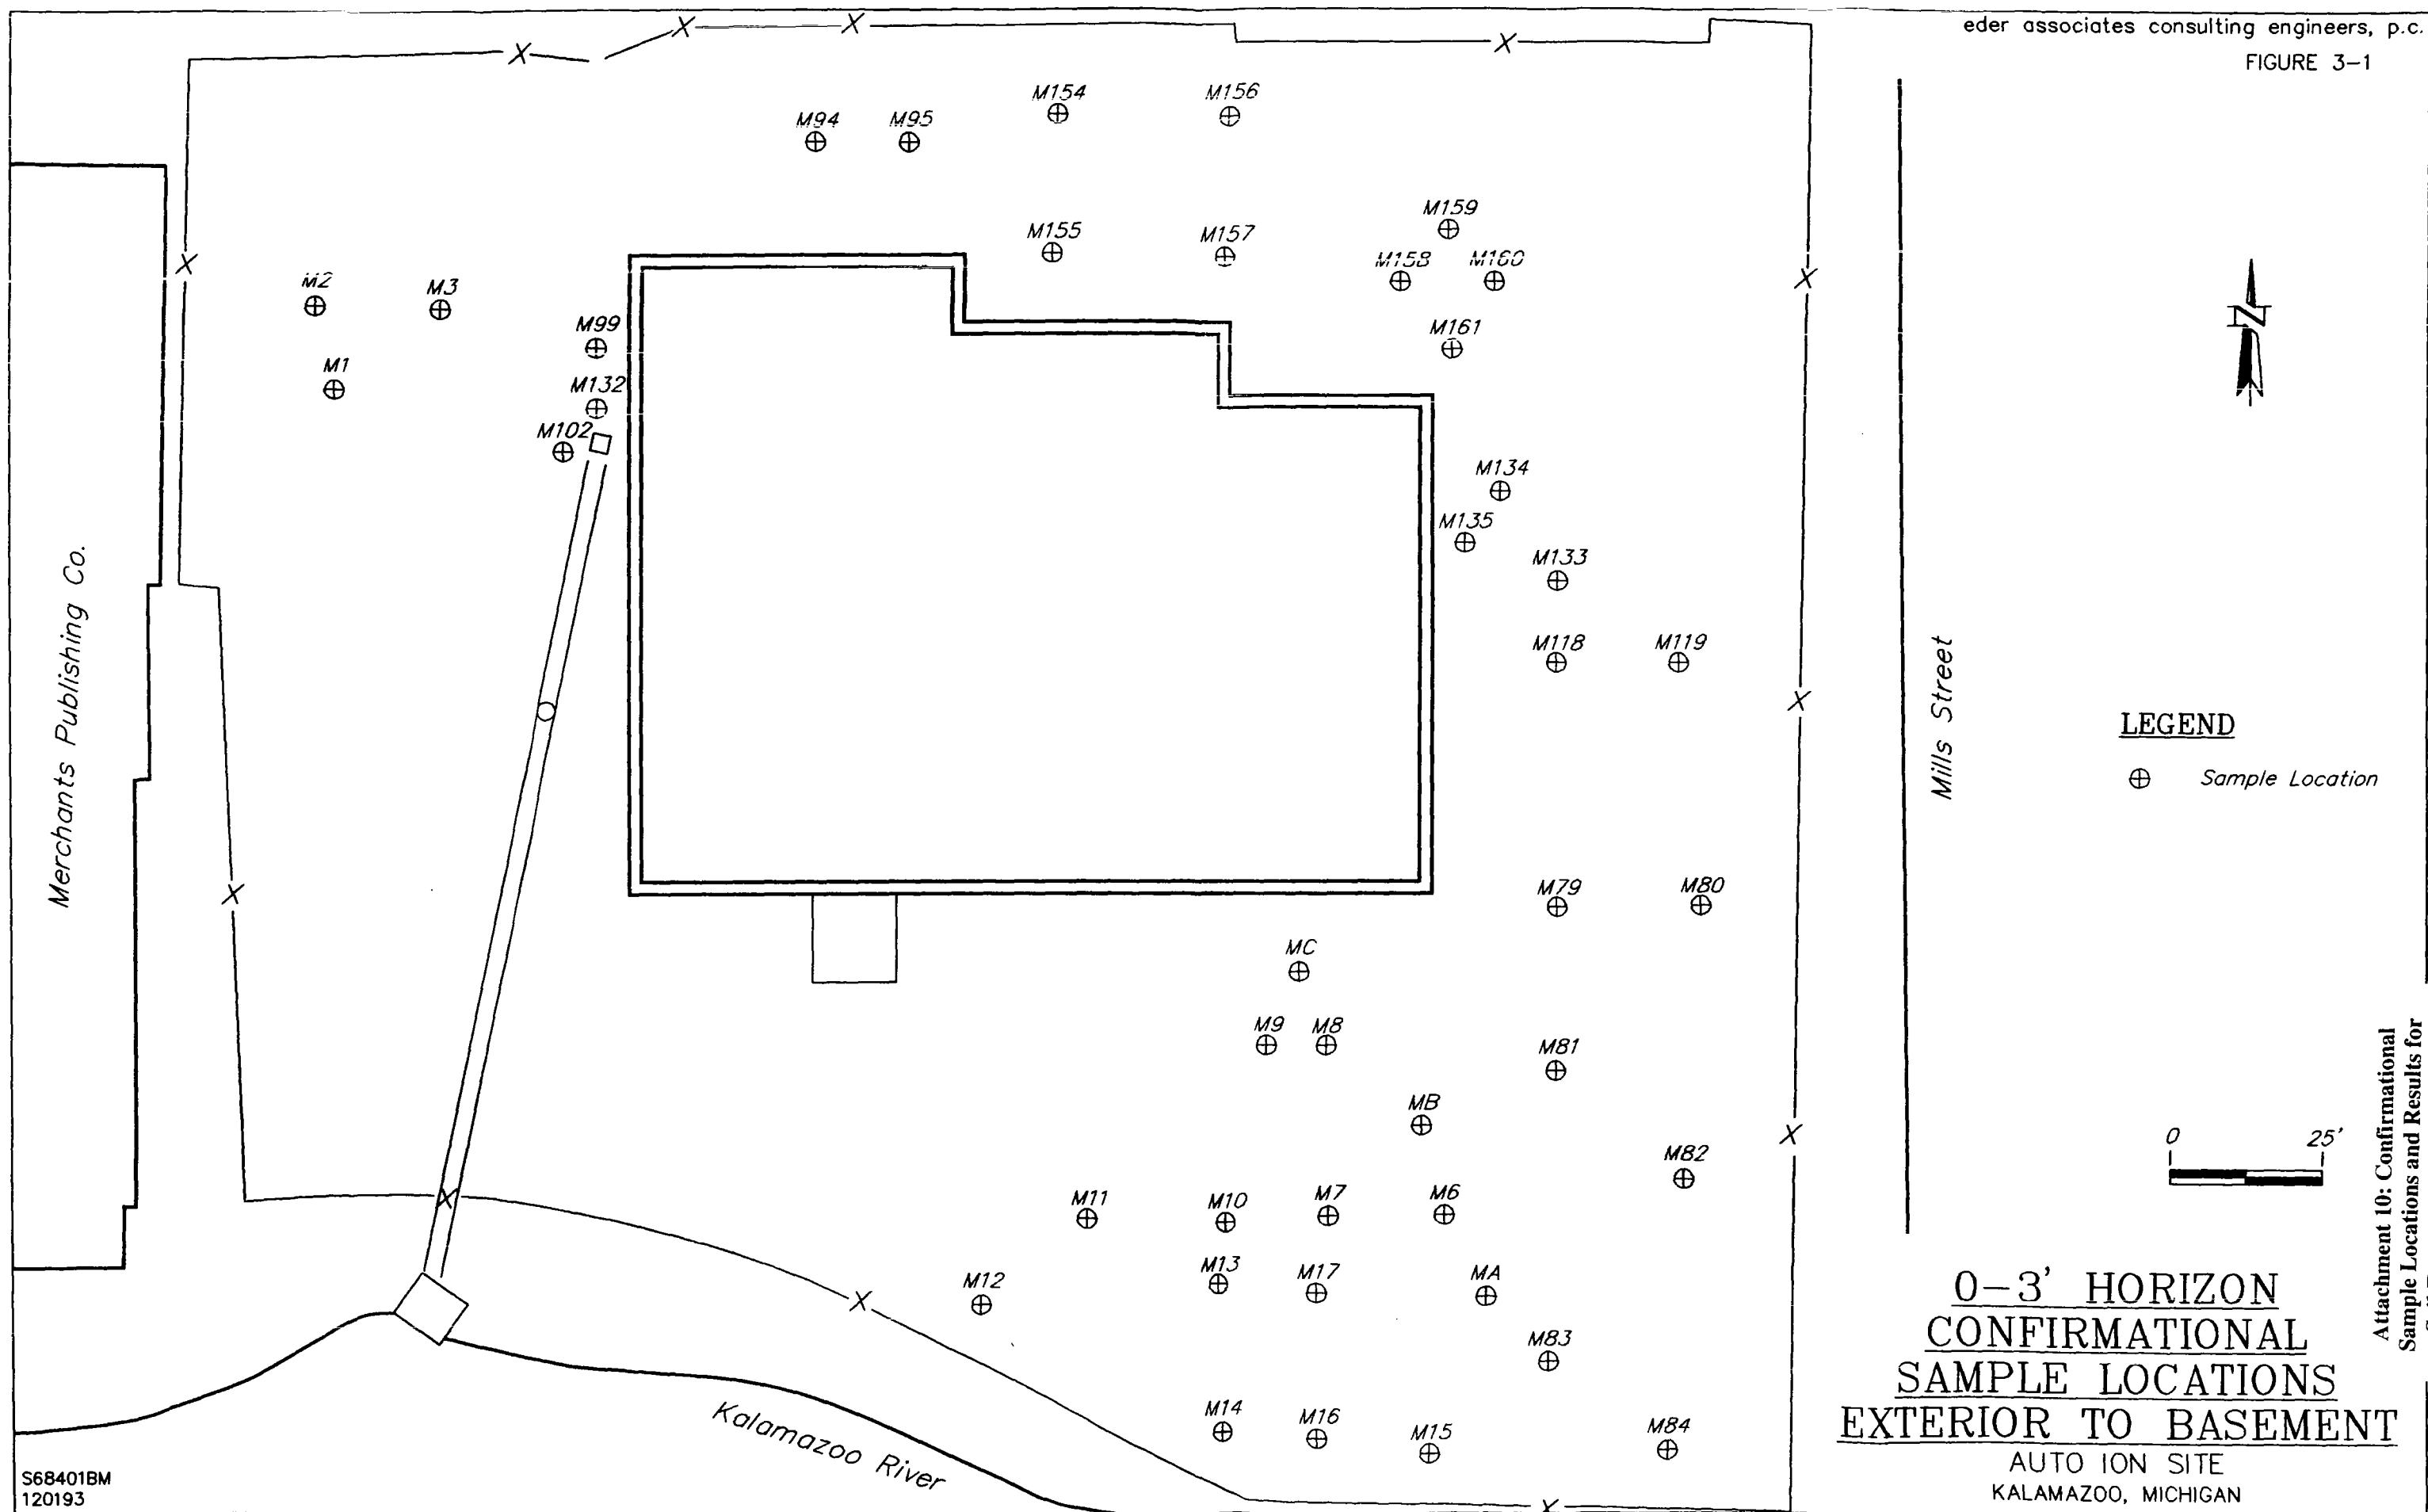 eder associates consulting engineers, p.c.
FIGURE 3-1
M154
M156
M94
M95
M159
M155
M157
M158
M160
M2
M3
M99
M161
M1
M132
M102
M134
M135
M133
M118
M119
Merchants Publishing Co.
Mills Street
LEGEND
Sample Location
M79
M80
MC
M9
M8
M81
MB
M82
0 25'
M11
M10
M7
M6
M12
M13
M17
MA
M83
M14
M16
M15
M84
Kalamazoo River
N
X
X
X
X
X
X
X
X
X
X
X
X
0-3' HORIZON
CONFIRMATIONAL
SAMPLE LOCATIONS
EXTERIOR TO BASEMENT
AUTO ION SITE
KALAMAZOO, MICHIGAN
Attachment 10: Confirmational
Sample Locations and Results for
S68401BM
120193